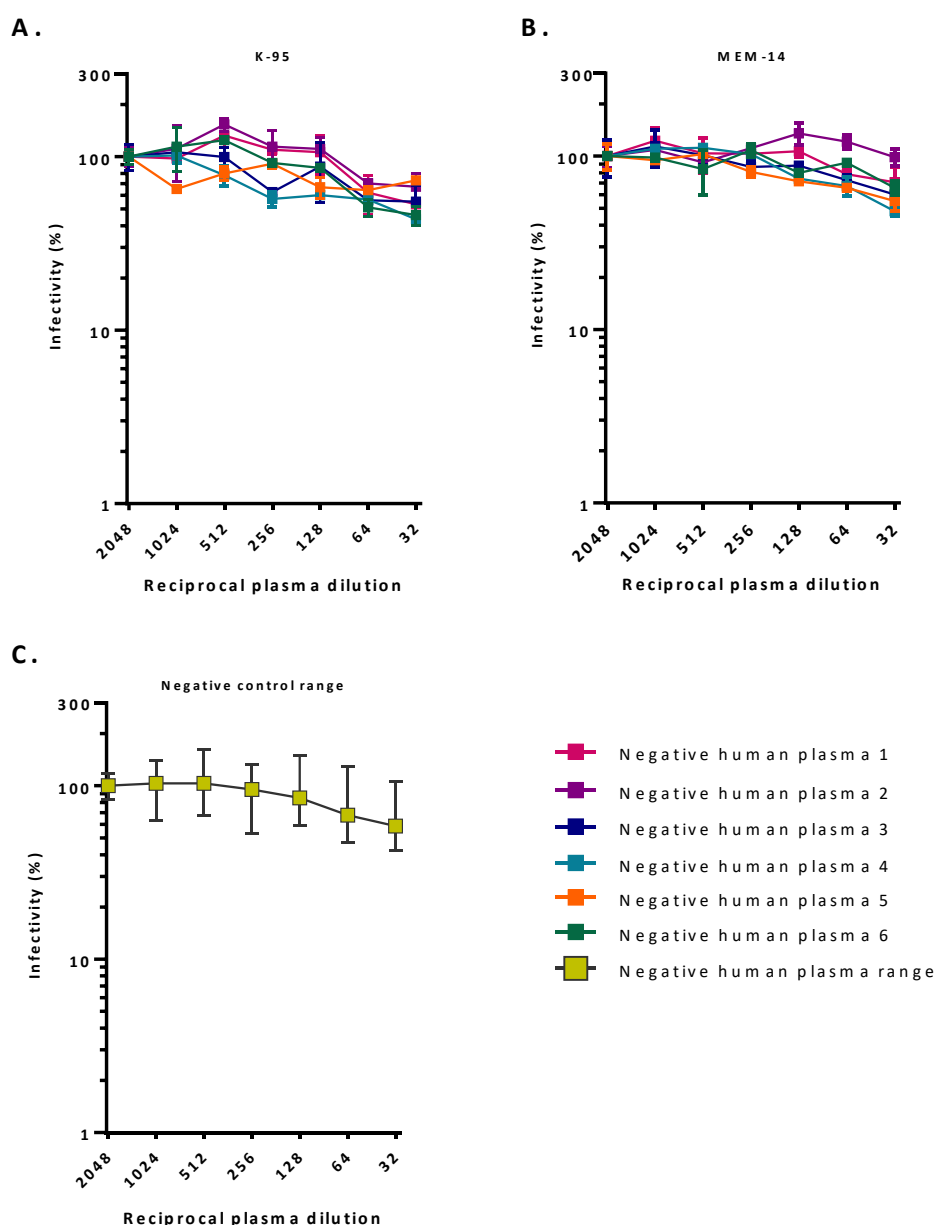 A.
K-95
300
100
10
1
Infectivity (%)
2048
1024
512
256
128
64
32
Reciprocal plasma dilution
B.
MEM-14
300
100
10
1
Infectivity (%)
2048
1024
512
256
128
64
32
Reciprocal plasma dilution
C.
Negative control range
300
100
10
1
Infectivity (%)
2048
1024
512
256
128
64
32
Reciprocal plasma dilution
Negative human plasma 1
Negative human plasma 2
Negative human plasma 3
Negative human plasma 4
Negative human plasma 5
Negative human plasma 6
Negative human plasma range